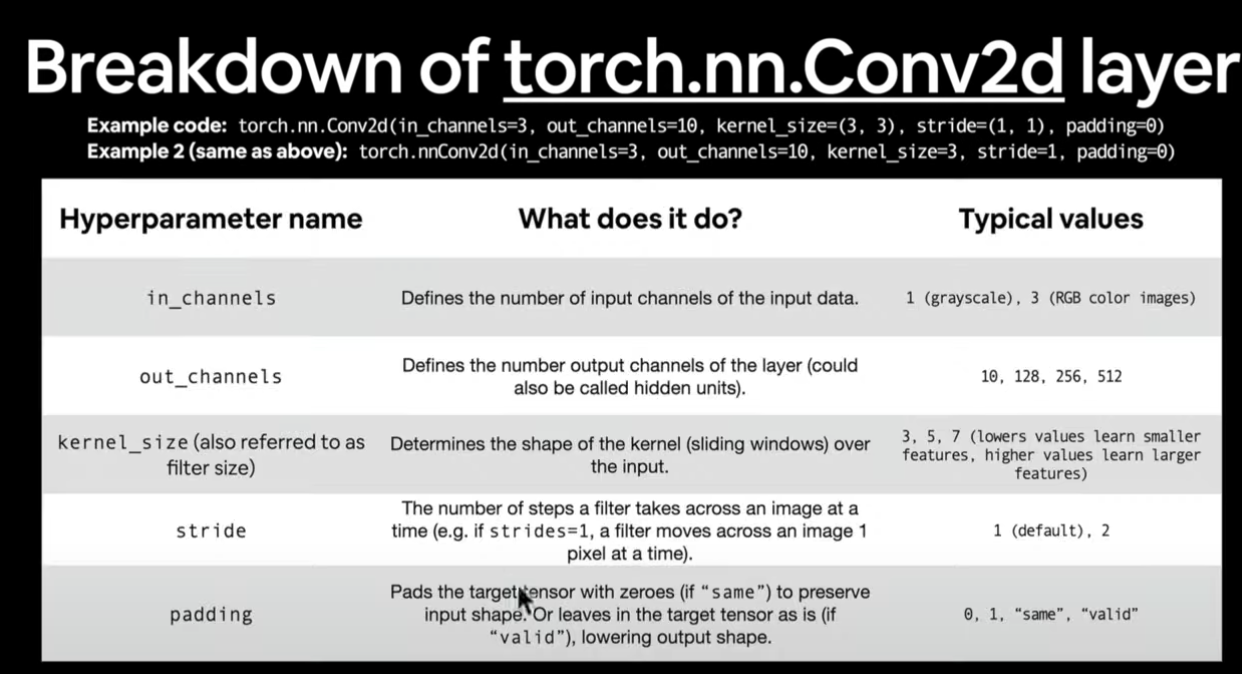 Breakdown of torch.nn.Conv2d layer
Example code: torch.nn.Conv2d(in_channels=3, out_channels=10, kernel_size=(3, 3), stride=(1, 1), padding=0)
Example 2 (same as above): torch.nnConv2d(in_channels=3, out_channels=10, kernel_size=3, stride=1, padding=0)
Hyperparameter name
What does it do?
Typical values
in_channels
Defines the number of input channels of the input data.
1 (grayscale), 3 (RGB color images)
out_channels
Defines the number output channels of the layer (could
also be called hidden units).
10, 128, 256, 512
kernel_size (also referred to as
filter size)
Determines the shape of the kernel (sliding windows) over
the input.
3, 5, 7 (lowers values learn smaller
features, higher values learn larger
features)
stride
The number of steps a filter takes across an image at a
time (e.g. if strides=1, a filter moves across an image 1
pixel at a time).
1 (default), 2
padding
Pads the target tensor with zeroes (if “same”) to preserve
input shape. Or leaves in the target tensor as is (if
“valid”), lowering output shape.
0, 1, “same”, “valid”